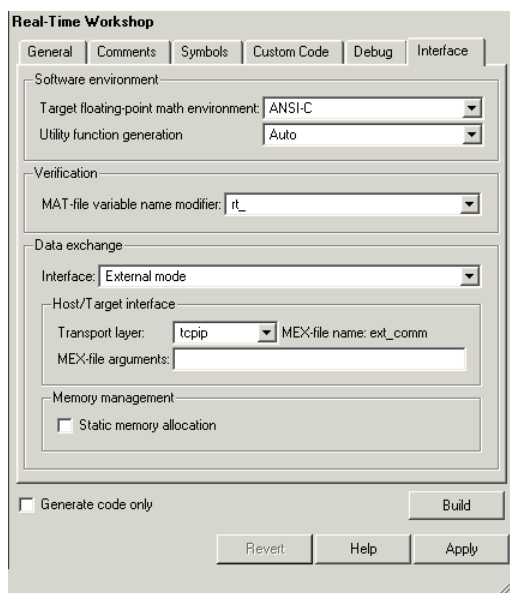 Real-Time Workshop
General Comments Symbols Custom Code Debug Interface
Software environment
Target floating-point math environment: ANSI-C
Utility function generation Auto
Verification
MAT-file variable name modifier: rt_
Data exchange
Interface: External mode
Host/Target interface
Transport layer: tcpip MEX-file name: ext_comm
MEX-file arguments:
Memory management
Static memory allocation
Generate code only Build
Revert Help Apply